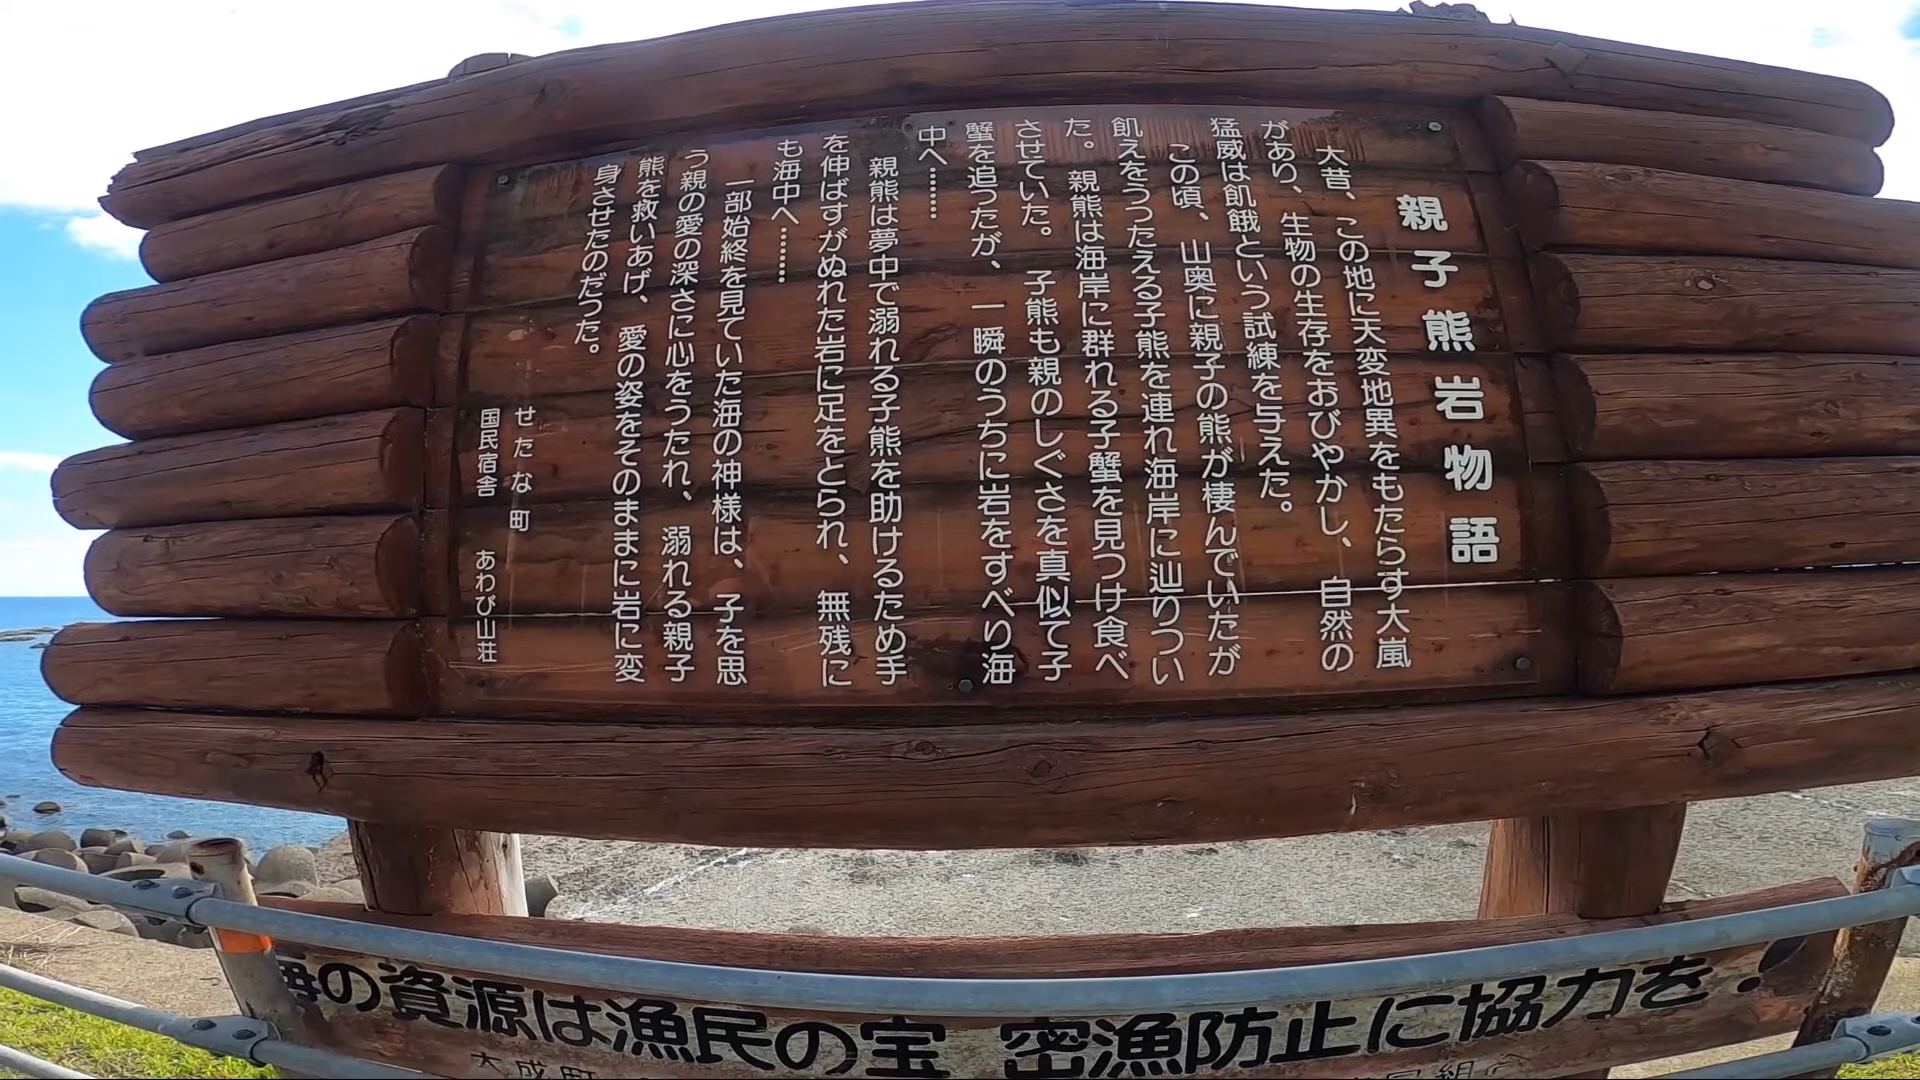 親子熊岩物語
大昔、この地に天変地異をもたらす大嵐
があり、生物の生存をおびやかし、自然の
猛威は飢餓という試練を与えた。
この頃、山奥に親子の熊が棲んでいたが
飢えをうったえる子熊を連れ海岸に辿りつい
た。親熊は海岸に群れる子蟹を見つけ食べ
させていた。子熊も親のしぐさを真似て子
蟹を追ったが、一瞬のうちに岩をすべり海
中へ………
親熊は夢中で溺れる子熊を助けるため手
を伸ばすがぬれた岩に足をとられ、無残に
も海中へ………
一部始終を見ていた海の神様は、子を思
う親の愛の深さに心をうたれ、溺れる親子
熊を救いあげ、愛の姿をそのままに岩に変
身させたのだった。
せたな町
国民宿舎 あわび山荘
海の資源は漁民の宝 密漁防止に協力を!
大成町